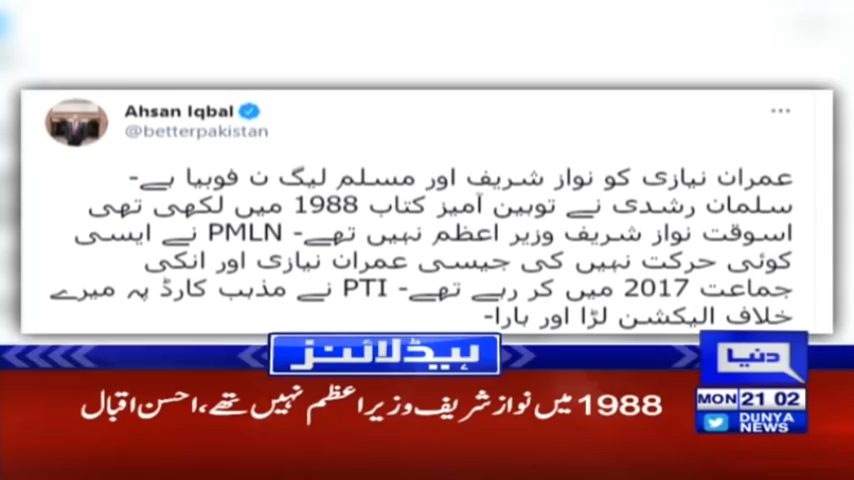 Ahsan Iqbal
@betterpakistan
عمران نیازی کو نواز شریف اور مسلم لیگ ن فوبیا ہے-
سلمان رشدی نے توہین آمیز کتاب 1988 میں لکھی تھی
اسوقت نواز شریف وزیر اعظم نہیں تھے- PMLN نے ایسی
کوئی حرکت نہیں کی جیسی عمران نیازی اور انکی
جماعت 2017 میں کر رہے تھے- PTI نے مذہب کارڈ پہ میرے
خلاف الیکشن لڑا اور ہارا-
ہیڈلائنز
دنیا
MON 21 02
1988 میں نواز شریف وزیراعظم نہیں تھے، احسن اقبال
DUNYA
NEWS